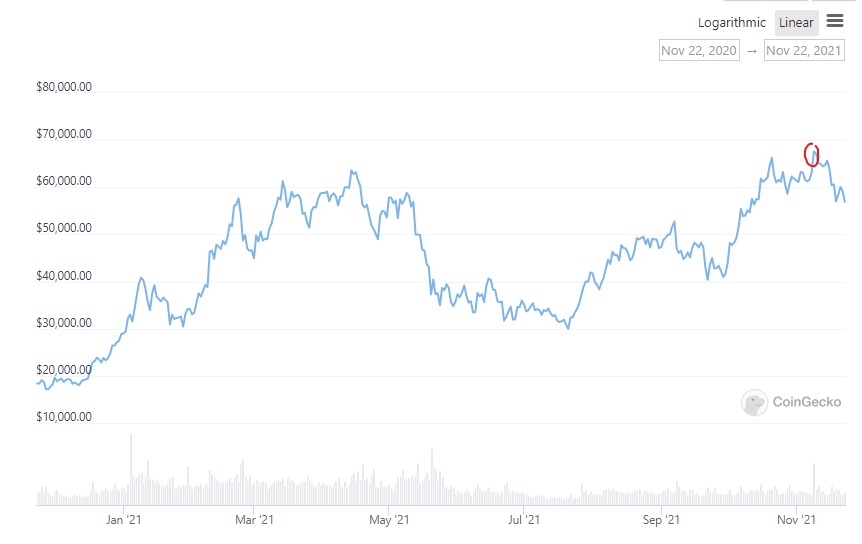 Logarithmic Linear
Nov 22, 2020 → Nov 22, 2021
$80,000.00
$70,000.00
$60,000.00
$50,000.00
$40,000.00
$30,000.00
$20,000.00
$10,000.00
CoinGecko
Jan '21 Mar '21 May '21 Jul '21 Sep '21 Nov '21